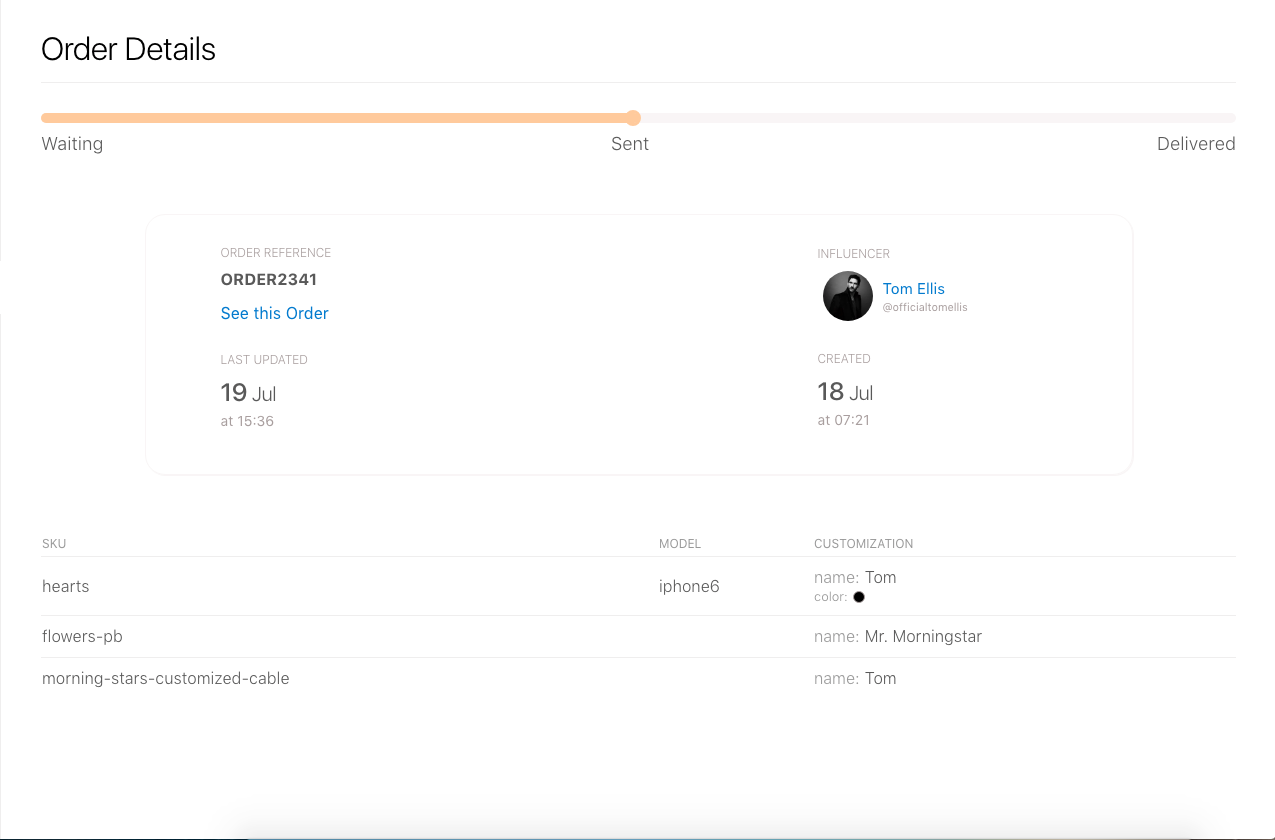 Order Details
Waiting Sent Delivered
ORDER REFERENCE
ORDER2341
See this Order
INFLUENCER
Tom Ellis
@officialtomellis
LAST UPDATED
19 Jul
at 15:36
CREATED
18 Jul
at 07:21
SKU MODEL CUSTOMIZATION
hearts iphone6 name: Tom
color:
flowers-pb name: Mr. Morningstar
morning-stars-customized-cable name: Tom